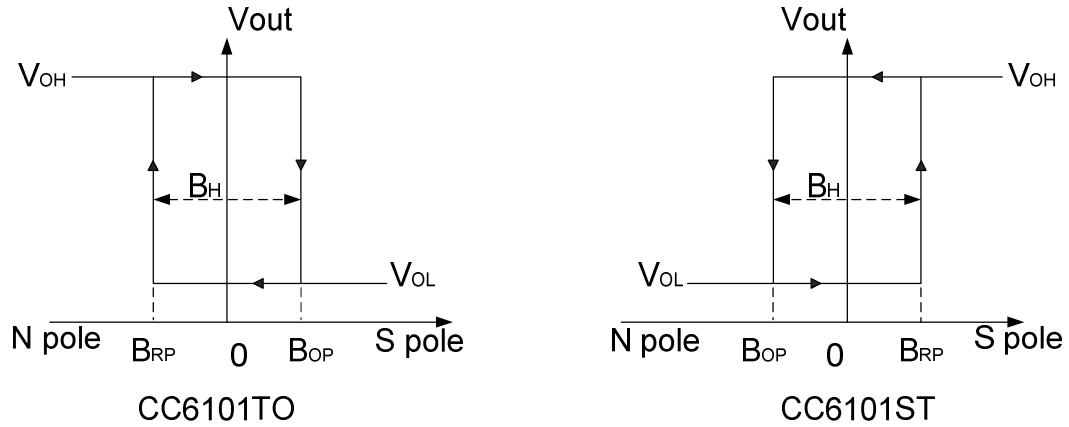 Vout
VOH
BH
VOL
N pole
BRP
0
BOP
S pole
CC6101TO
Vout
VOH
BH
VOL
N pole
BOP
0
BRP
S pole
CC6101ST